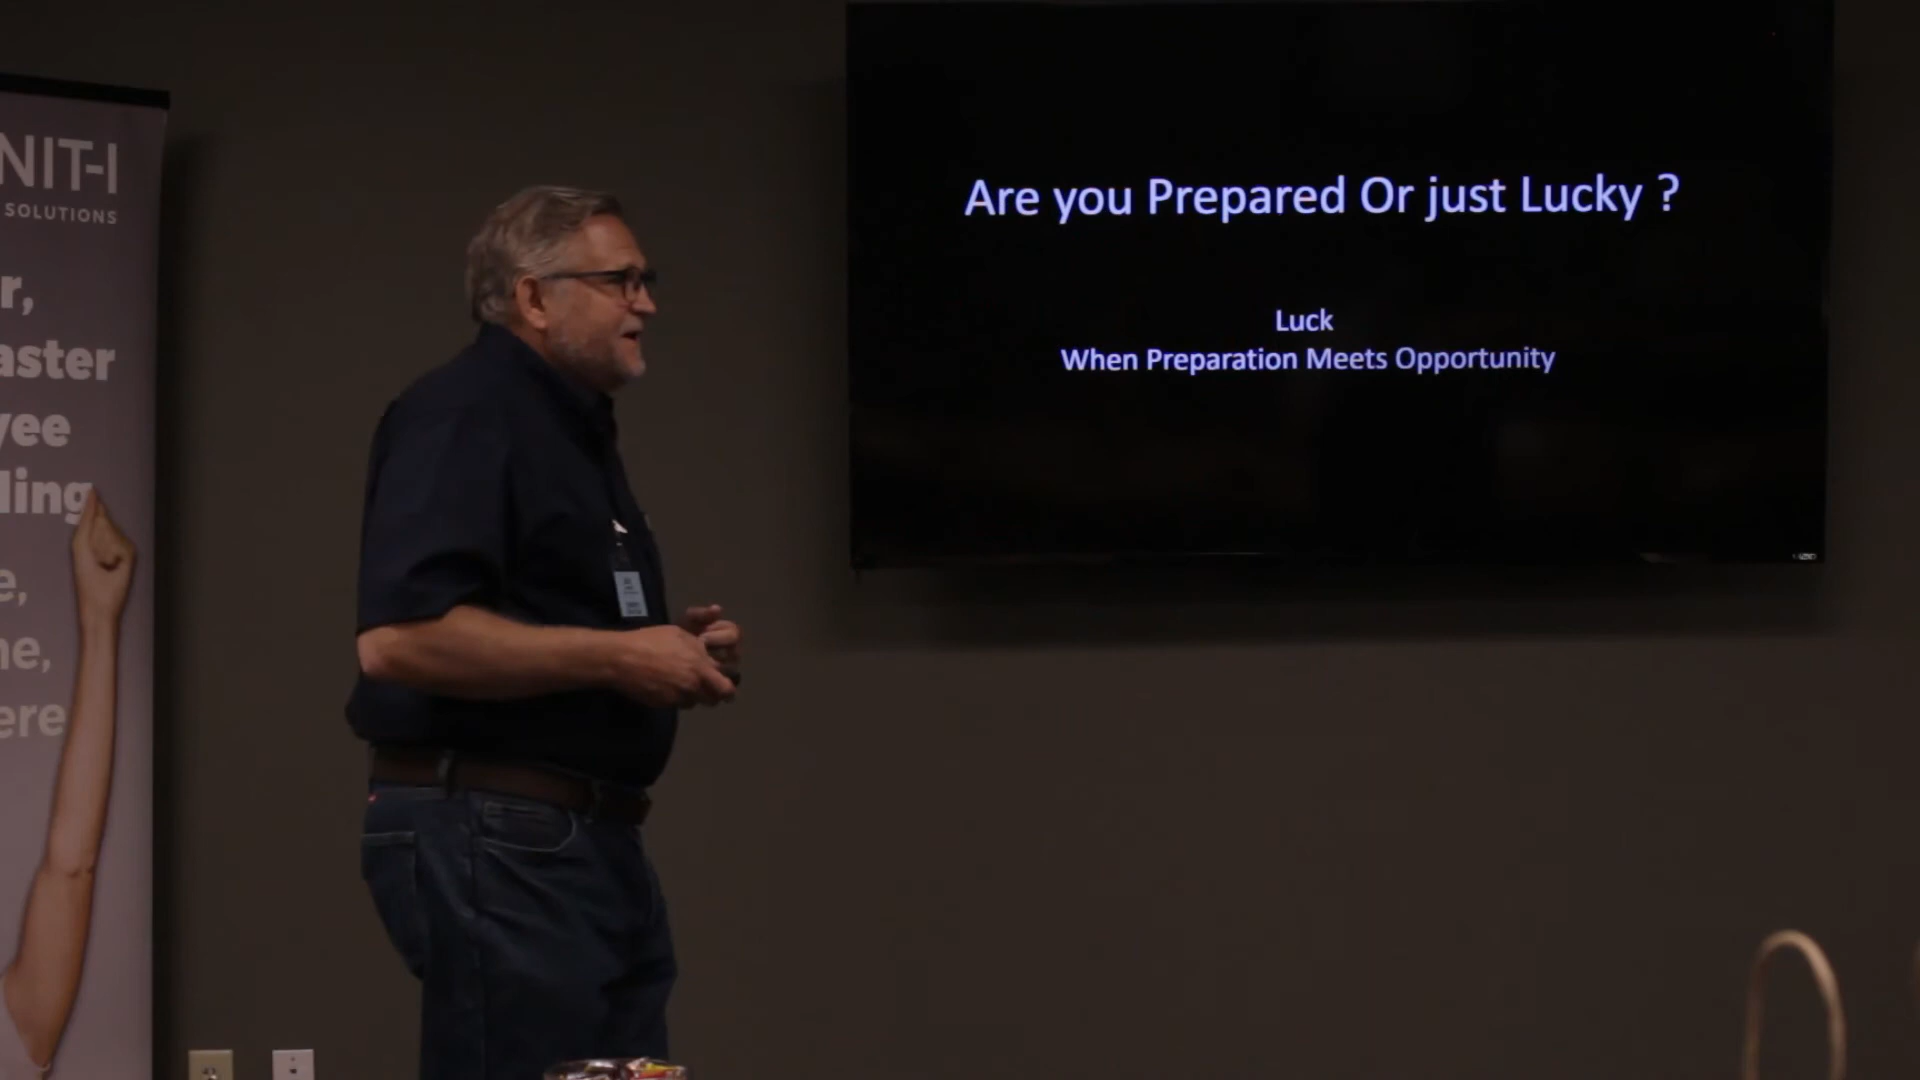 NIT-I
SOLUTIONS
r,
aster
yee
ling
e,
ne,
ere
Are you Prepared Or just Lucky ?
Luck
When Preparation Meets Opportunity